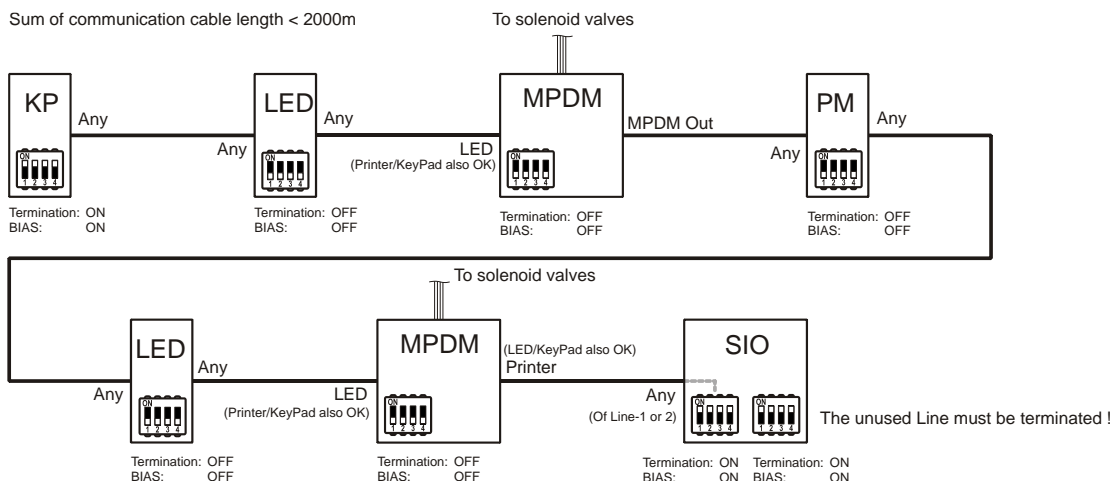 Sum of communication cable length < 2000m
To solenoid valves
KP
Any
Any
LED
Any
LED
(Printer/KeyPad also OK)
MPDM
MPDM Out
Any
PM
Any
ON
1 2 3 4
ON
1 2 3 4
ON
1 2 3 4
ON
1 2 3 4
Termination: ON
BIAS: ON
Termination: OFF
BIAS: OFF
Termination: OFF
BIAS: OFF
Termination: OFF
BIAS: OFF
To solenoid valves
Any
LED
Any
LED
(Printer/KeyPad also OK)
MPDM
(LED/KeyPad also OK)
Printer
Any
(Of Line-1 or 2)
SIO
ON
1 2 3 4
ON
1 2 3 4
ON
1 2 3 4
ON
1 2 3 4
The unused Line must be terminated !
Termination: OFF
BIAS: OFF
Termination: OFF
BIAS: OFF
Termination: ON
BIAS: ON
Termination: ON
BIAS: ON